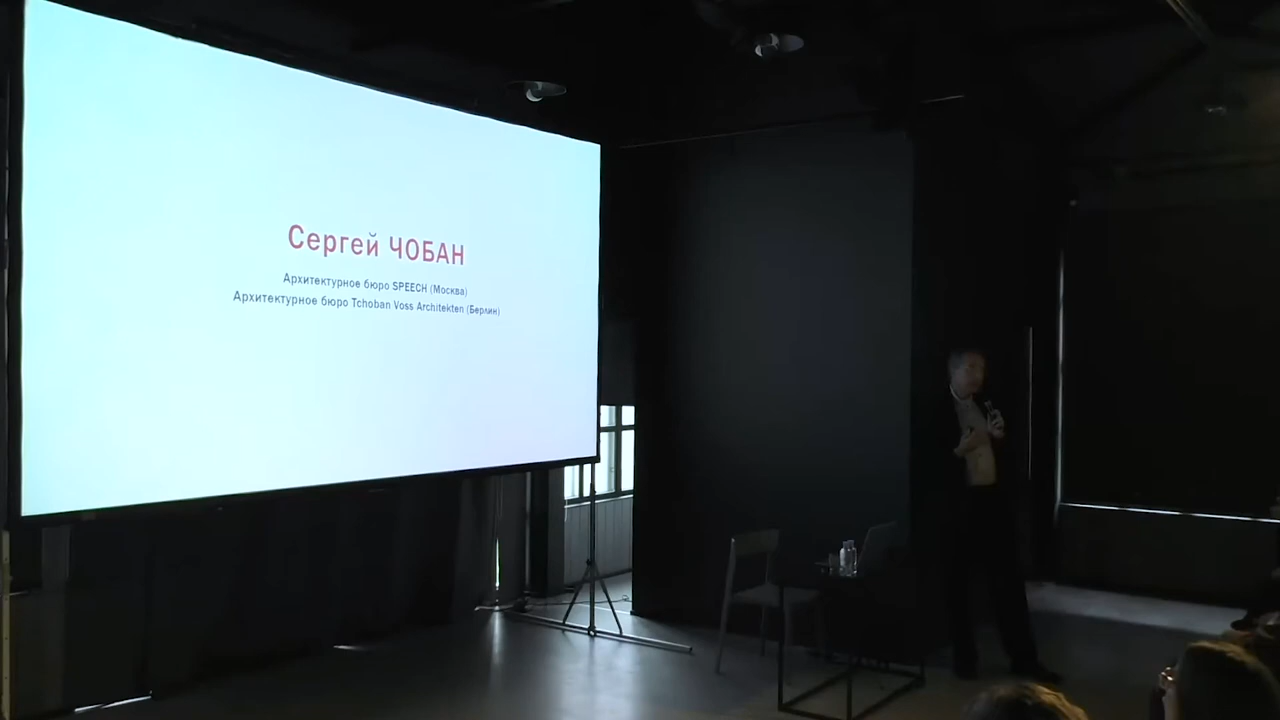 Сергей ЧОБАН
Архитектурное бюро SPEECH (Москва)
Архитектурное бюро Tchoban Voss Architekten (Берлин)